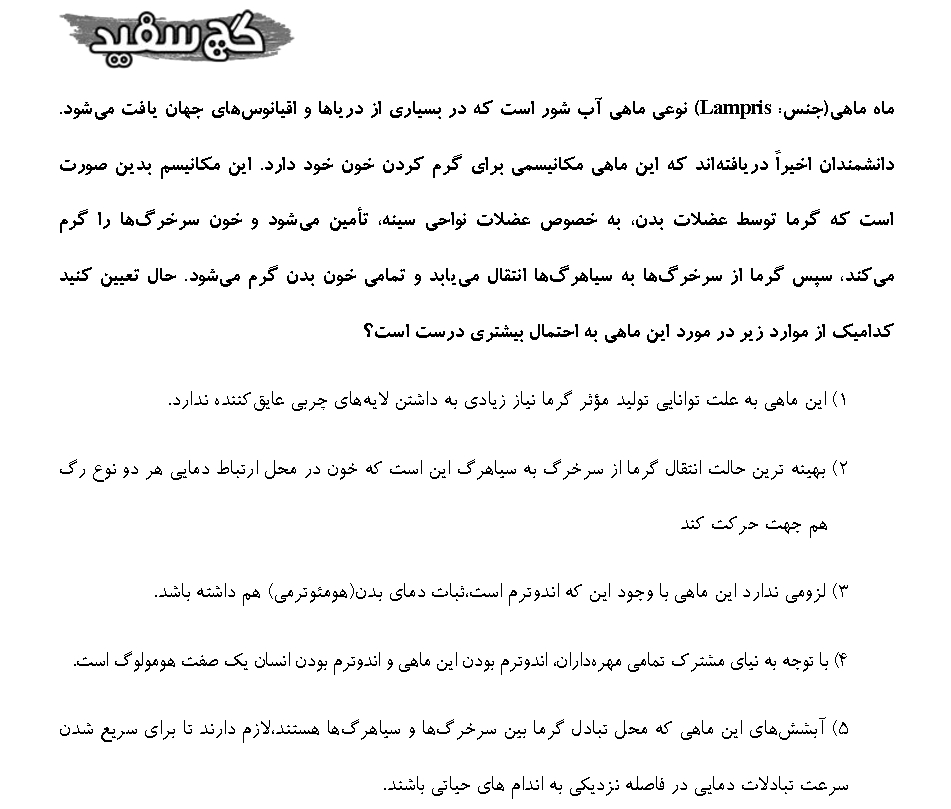 گچ سفید
ماه ماهی(جنس: Lampris) نوعی ماهی آب شور است که در بسیاری از دریاها و اقیانوس‌های جهان یافت می‌شود.
دانشمندان اخیراً دریافته‌اند که این ماهی مکانیسمی برای گرم کردن خون خود دارد. این مکانیسم بدین صورت
است که گرما توسط عضلات بدن، به خصوص عضلات نواحی سینه، تأمین می‌شود و خون سرخرگ‌ها را گرم
می‌کند، سپس گرما از سرخرگ‌ها به سیاهرگ‌ها انتقال می‌یابد و تمامی خون بدن گرم می‌شود. حال تعیین کنید
کدامیک از موارد زیر در مورد این ماهی به احتمال بیشتری درست است؟
۱) این ماهی به علت توانایی تولید مؤثر گرما نیاز زیادی به داشتن لایه‌های چربی عایق‌کننده ندارد.
۲) بهینه ترین حالت انتقال گرما از سرخرگ به سیاهرگ این است که خون در محل ارتباط دمایی هر دو نوع رگ
هم جهت حرکت کند
۳) لزومی ندارد این ماهی با وجود این که اندوترم است،ثبات دمای بدن(هومئوترمی) هم داشته باشد.
۴) با توجه به نیای مشترک تمامی مهره‌داران، اندوترم بودن این ماهی و اندوترم بودن انسان یک صفت هومولوگ است.
۵) آبشش‌های این ماهی که محل تبادل گرما بین سرخرگ‌ها و سیاهرگ‌ها هستند،لازم دارند تا برای سریع شدن
سرعت تبادلات دمایی در فاصله نزدیکی به اندام های حیاتی باشند.